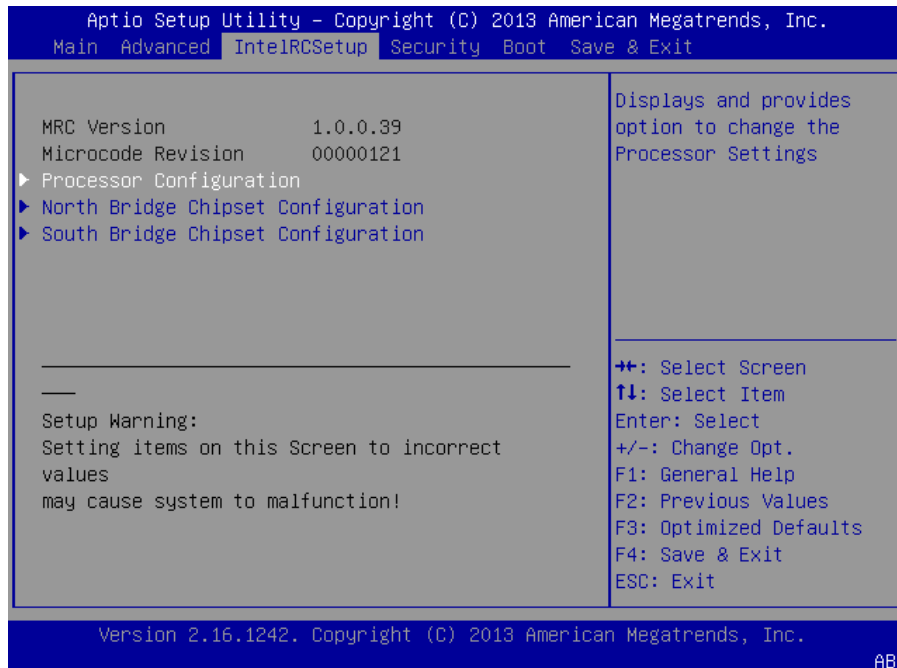 Aptio Setup Utility – Copyright (C) 2013 American Megatrends, Inc.
Main Advanced IntelRCSetup Security Boot Save & Exit
MRC Version 1.0.0.39
Microcode Revision 00000121
Processor Configuration
North Bridge Chipset Configuration
South Bridge Chipset Configuration
Setup Warning:
Setting items on this Screen to incorrect
values
may cause system to malfunction!
Displays and provides
option to change the
Processor Settings
→←: Select Screen
↑↓: Select Item
Enter: Select
+/-: Change Opt.
F1: General Help
F2: Previous Values
F3: Optimized Defaults
F4: Save & Exit
ESC: Exit
Version 2.16.1242. Copyright (C) 2013 American Megatrends, Inc.
AB